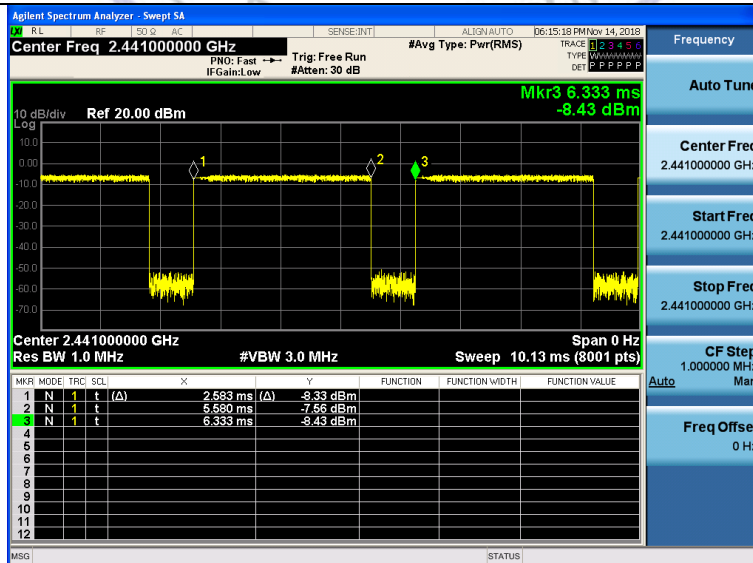 Agilent Spectrum Analyzer - Swept SA
LXI RL RF 50 Ω AC SENSE:INT ALIGN AUTO 06:15:18 PM Nov 14, 2018
Center Freq 2.441000000 GHz #Avg Type: Pwr(RMS) TRACE 1 2 3 4 5 6
PNO: Fast Trig: Free Run TYPE
IFGain:Low #Atten: 30 dB DET P P P P P P
Mkr3 6.333 ms
10 dB/div Ref 20.00 dBm -8.43 dBm
Log
10.0
0.00
1 2 3
-10.0
-20.0
-30.0
-40.0
-50.0
-60.0
-70.0
Center 2.441000000 GHz Span 0 Hz
Res BW 1.0 MHz #VBW 3.0 MHz Sweep 10.13 ms (8001 pts)
MKR MODE TRC SCL X Y FUNCTION FUNCTION WIDTH FUNCTION VALUE
1 N 1 t (Δ) 2.583 ms (Δ) -8.33 dBm
2 N 1 t 5.580 ms -7.56 dBm
3 N 1 t 6.333 ms -8.43 dBm
4
5
6
7
8
9
10
11
12
MSG STATUS
Frequency
Auto Tune
Center Freq
2.441000000 GHz
Start Freq
2.441000000 GHz
Stop Freq
2.441000000 GHz
CF Step
1.000000 MHz
Auto Man
Freq Offset
0 Hz